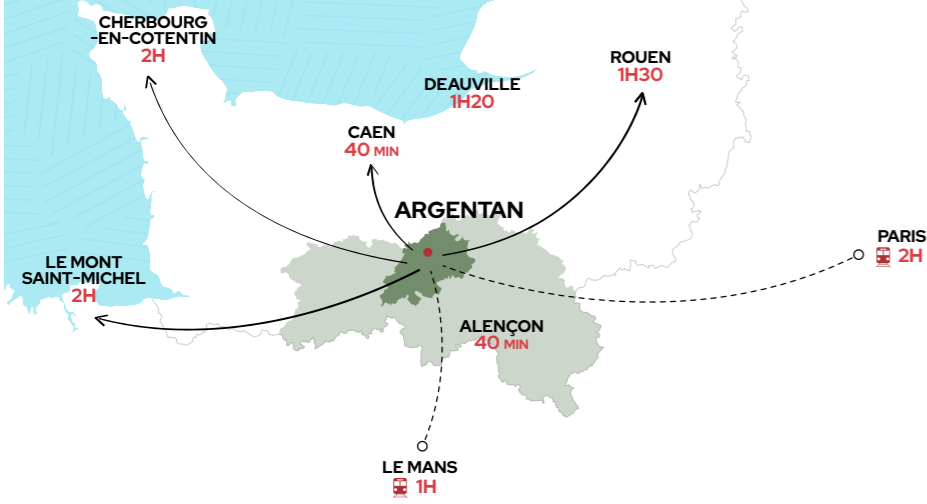 CHERBOURG
-EN-COTENTIN
2H
ROUEN
1H30
DEAUVILLE
1H20
CAEN
40 MIN
ARGENTAN
PARIS
2H
LE MONT
SAINT-MICHEL
2H
ALENÇON
40 MIN
LE MANS
1H